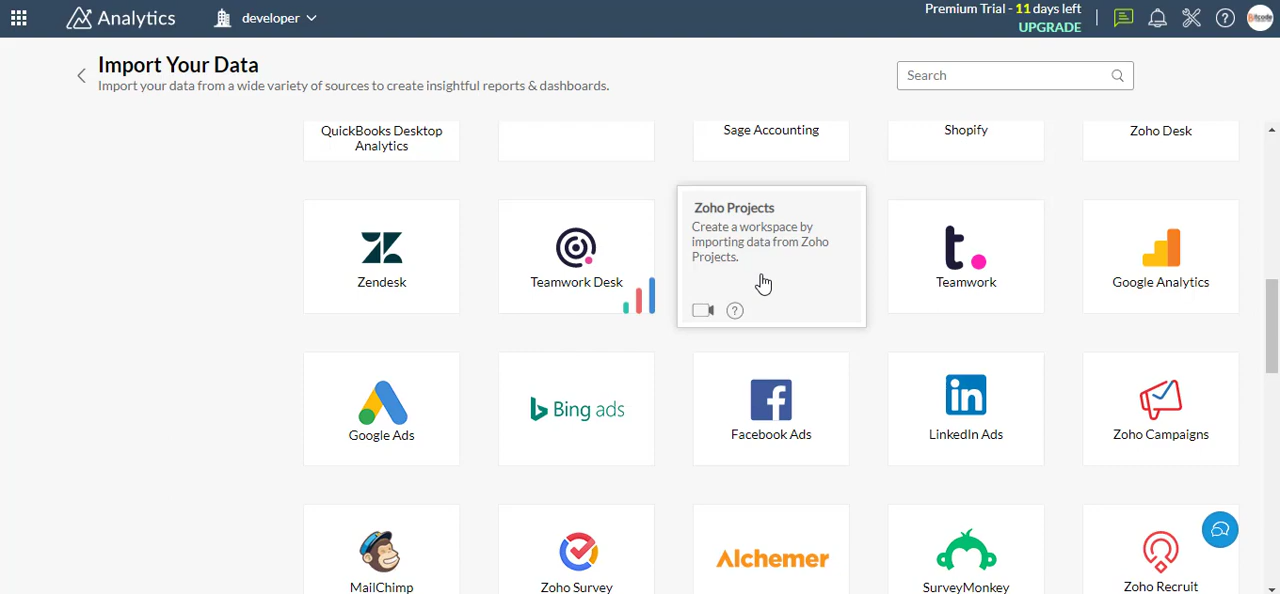 Analytics
developer
Premium Trial - 11 days left
UPGRADE
Import Your Data
Import your data from a wide variety of sources to create insightful reports & dashboards.
Search
QuickBooks Desktop
Analytics
Sage Accounting
Shopify
Zoho Desk
Zendesk
Teamwork Desk
Zoho Projects
Create a workspace by
importing data from Zoho
Projects.
?
t.
Teamwork
Google Analytics
Google Ads
Bing ads
f
Facebook Ads
in
LinkedIn Ads
Zoho Campaigns
MailChimp
Zoho Survey
Alchemer
SurveyMonkey
Zoho Recruit